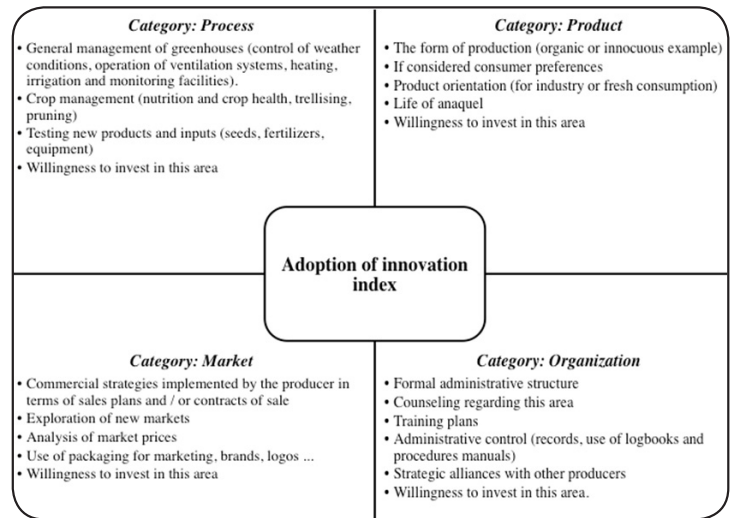 Category: Process
• General management of greenhouses (control of weather
conditions, operation of ventilation systems, heating,
irrigation and monitoring facilities).
• Crop management (nutrition and crop health, trellising,
pruning)
• Testing new products and inputs (seeds, fertilizers,
equipment)
• Willingness to invest in this area
Category: Product
• The form of production (organic or innocuous example)
• If considered consumer preferences
• Product orientation (for industry or fresh consumption)
• Life of anaquel
• Willingness to invest in this area
Adoption of innovation
index
Category: Market
• Commercial strategies implemented by the producer in
terms of sales plans and / or contracts of sale
• Exploration of new markets
• Analysis of market prices
• Use of packaging for marketing, brands, logos ...
• Willingness to invest in this area
Category: Organization
• Formal administrative structure
• Counseling regarding this area
• Training plans
• Administrative control (records, use of logbooks and
procedures manuals)
• Strategic alliances with other producers
• Willingness to invest in this area.